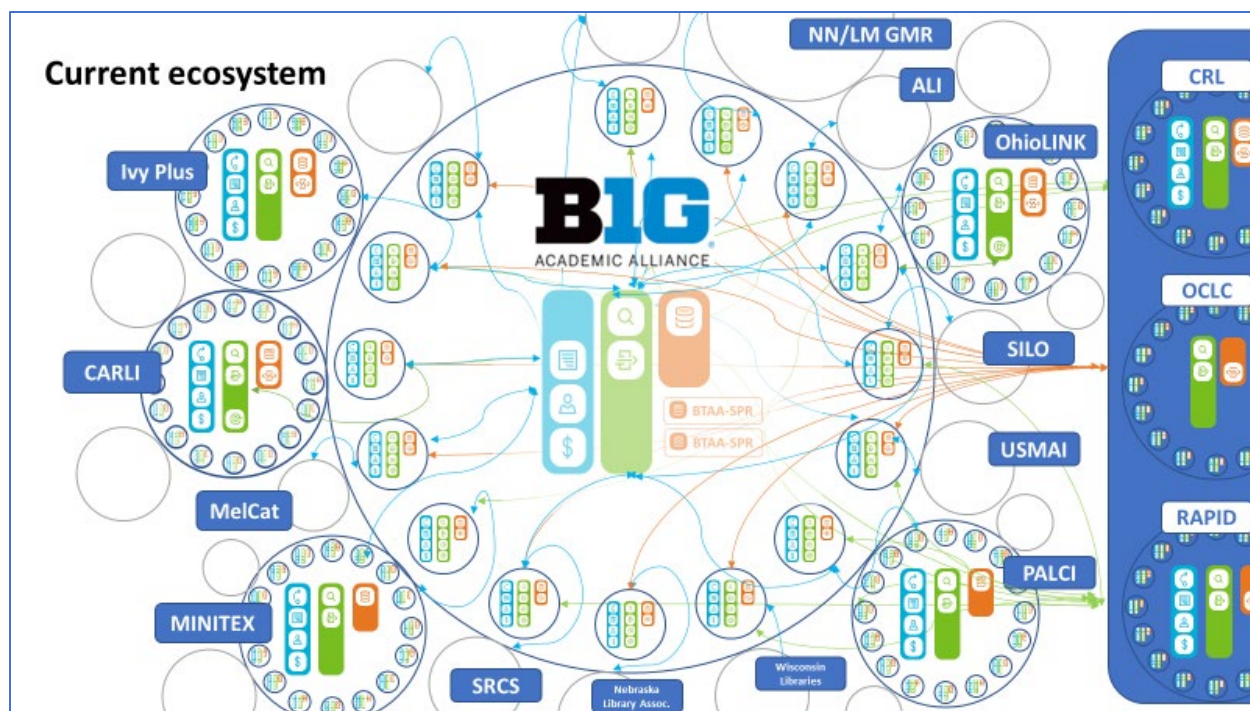 Current ecosystem
NN/LM GMR
ALI
CRL
OhioLINK
Ivy Plus
B1G
ACADEMIC ALLIANCE
OCLC
SILO
CARLI
BTAA-SPR
BTAA-SPR
USMAI
MelCat
RAPID
PALCI
MINITEX
SRCS
Nebraska
Library Assoc.
Wisconsin
Libraries